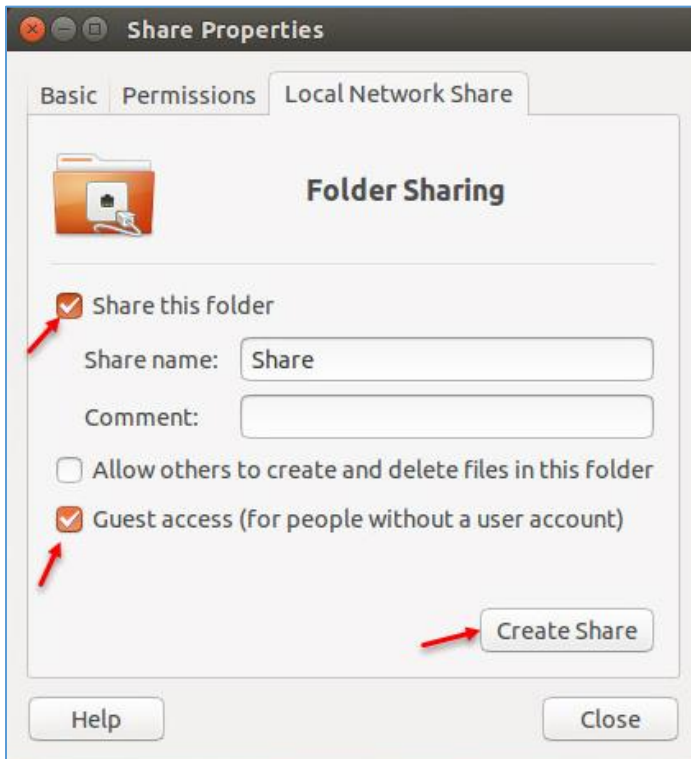 Share Properties
Basic Permissions Local Network Share
Folder Sharing
Share this folder
Share name: Share
Comment:
Allow others to create and delete files in this folder
Guest access (for people without a user account)
Create Share
Help Close